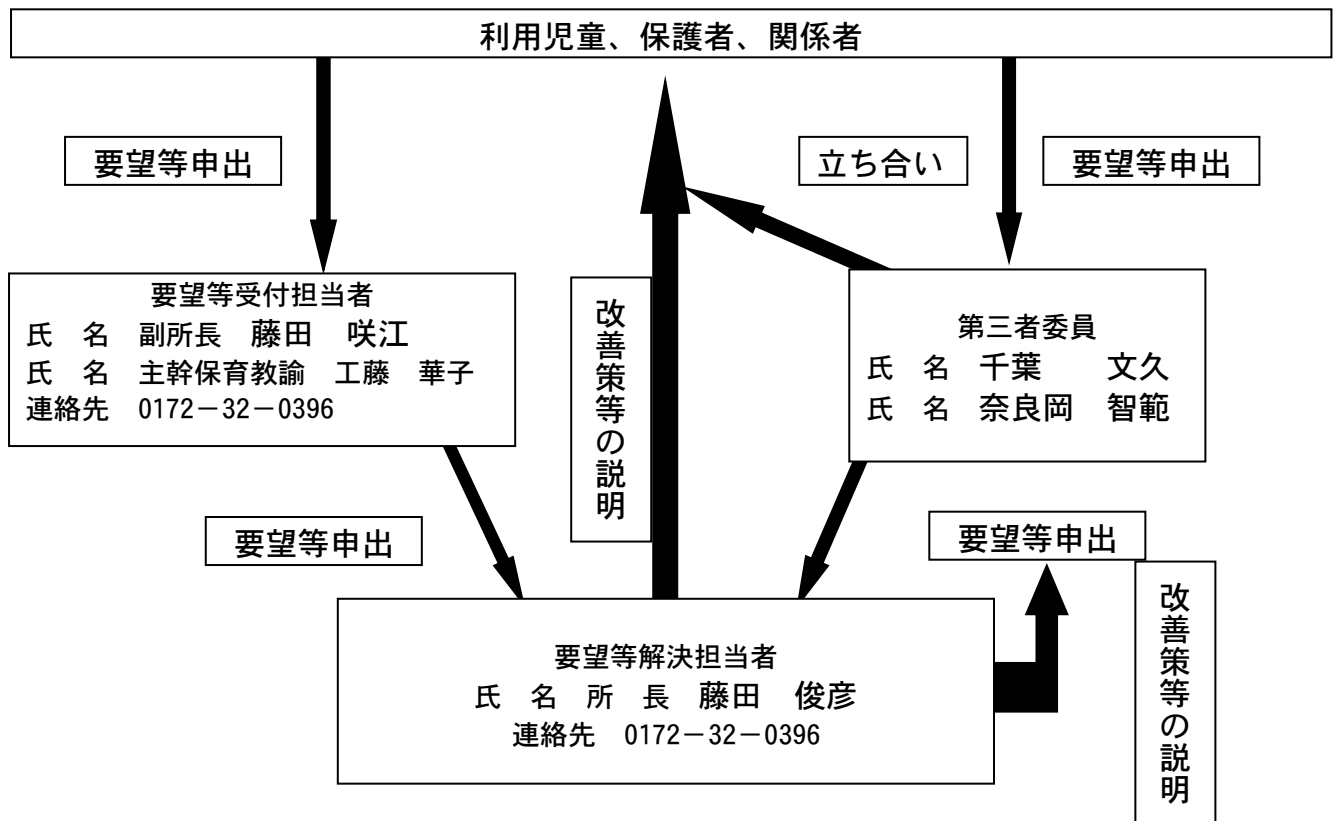 利用児童、保護者、関係者
要望等申出
立ち合い
要望等申出
要望等受付担当者
氏　名　副所長　藤田　咲江
氏　名　主幹保育教諭　工藤　華子
連絡先　0172－32－0396
改善策等の説明
第三者委員
氏　名　千葉　　文久
氏　名　奈良岡　智範
要望等申出
要望等申出
改善策等の説明
要望等解決担当者
氏　名　所　長　藤田　俊彦
連絡先　0172－32－0396